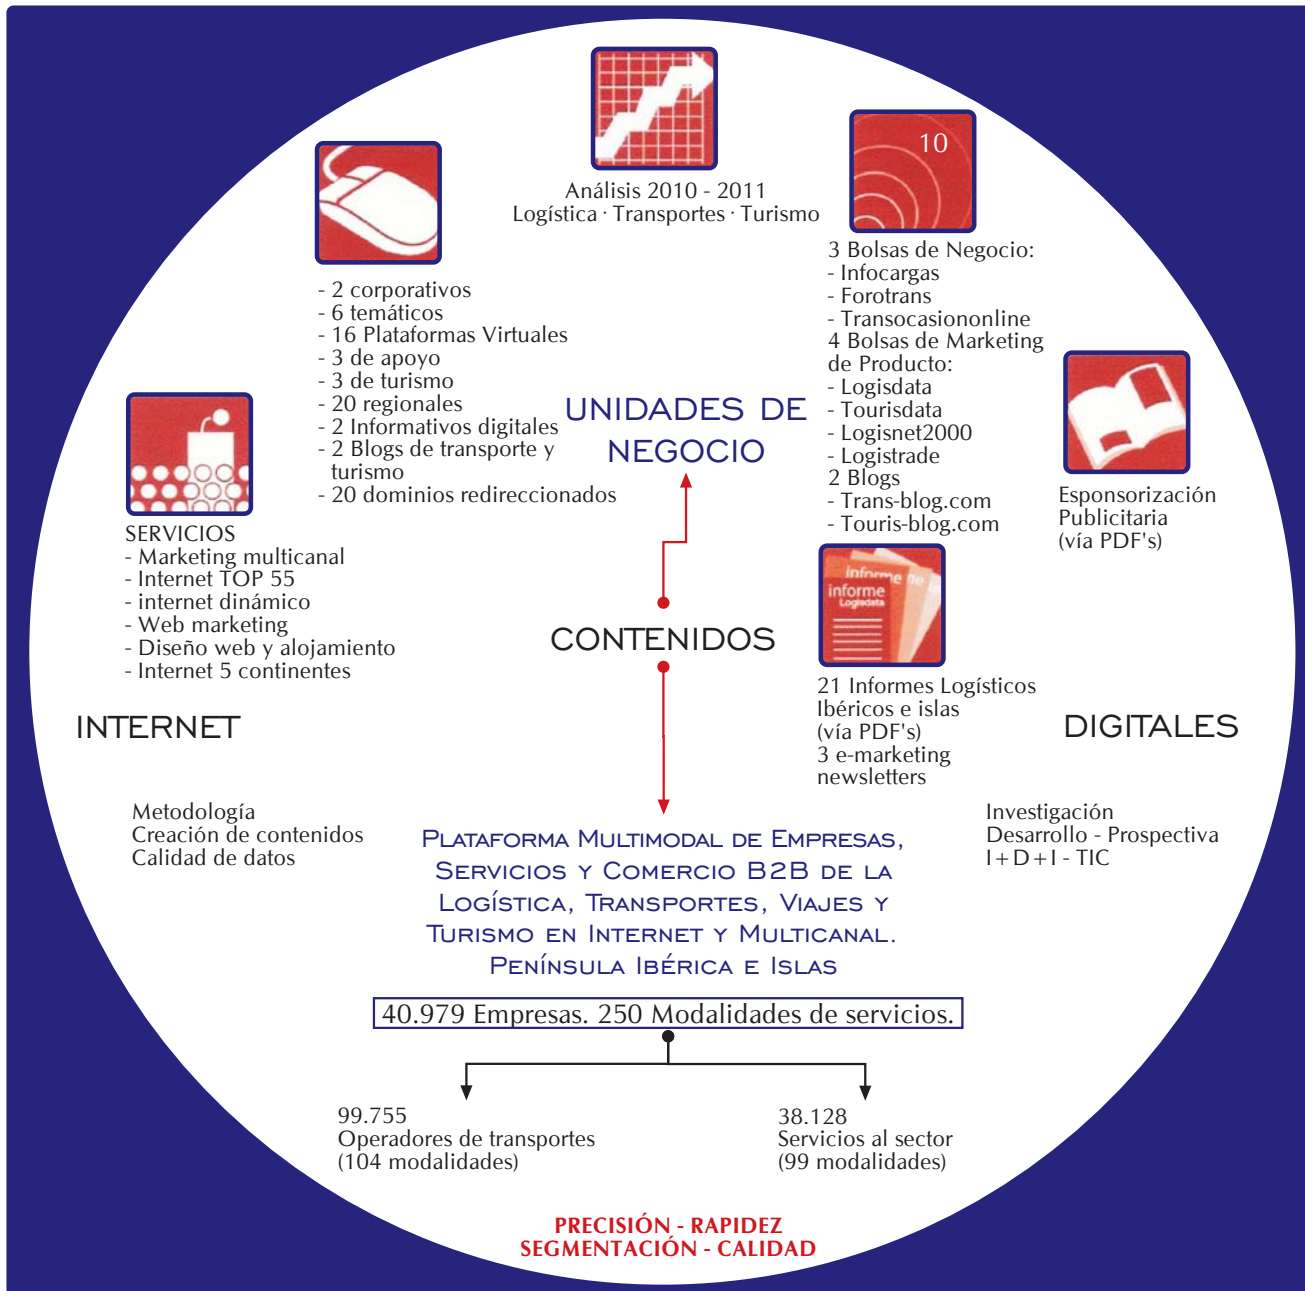 Análisis 2010 - 2011
Logística · Transportes · Turismo
- 2 corporativos
- 6 temáticos
- 16 Plataformas Virtuales
- 3 de apoyo
- 3 de turismo
- 20 regionales
- 2 Informativos digitales
- 2 Blogs de transporte y
turismo
- 20 dominios redireccionados
10
3 Bolsas de Negocio:
- Infocargas
- Forotrans
- Transocasiononline
4 Bolsas de Marketing
de Producto:
- Logisdata
- Tourisdata
- Logisnet2000
- Logistrade
2 Blogs
- Trans-blog.com
- Touris-blog.com
UNIDADES DE
NEGOCIO
Esponsorización
Publicitaria
(vía PDF's)
SERVICIOS
- Marketing multicanal
- Internet TOP 55
- internet dinámico
- Web marketing
- Diseño web y alojamiento
- Internet 5 continentes
CONTENIDOS
informe
informe
Logisdata
21 Informes Logísticos
Ibéricos e islas
(vía PDF's)
3 e-marketing
newsletters
INTERNET
DIGITALES
Metodología
Creación de contenidos
Calidad de datos
Investigación
Desarrollo - Prospectiva
I+D+I - TIC
PLATAFORMA MULTIMODAL DE EMPRESAS,
SERVICIOS Y COMERCIO B2B DE LA
LOGÍSTICA, TRANSPORTES, VIAJES Y
TURISMO EN INTERNET Y MULTICANAL.
PENÍNSULA IBÉRICA E ISLAS
40.979 Empresas. 250 Modalidades de servicios.
99.755
Operadores de transportes
(104 modalidades)
38.128
Servicios al sector
(99 modalidades)
PRECISIÓN - RAPIDEZ
SEGMENTACIÓN - CALIDAD